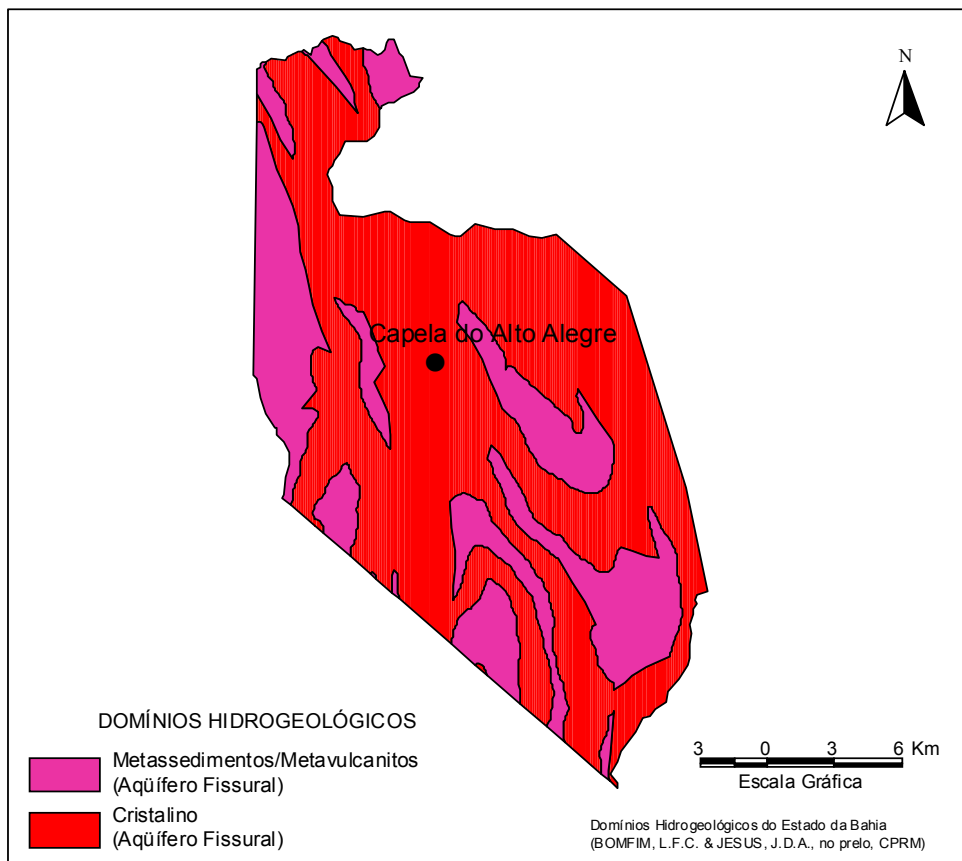 N
Capela do Alto Alegre
DOMÍNIOS HIDROGEOLÓGICOS
Metassedimentos/Metavulcanitos
(Aqüífero Fissural)
Cristalino
(Aqüífero Fissural)
3 0 3 6 Km
Escala Gráfica
Domínios Hidrogeológicos do Estado da Bahia
(BOMFIM, L.F.C. & JESUS, J.D.A., no prelo, CPRM)